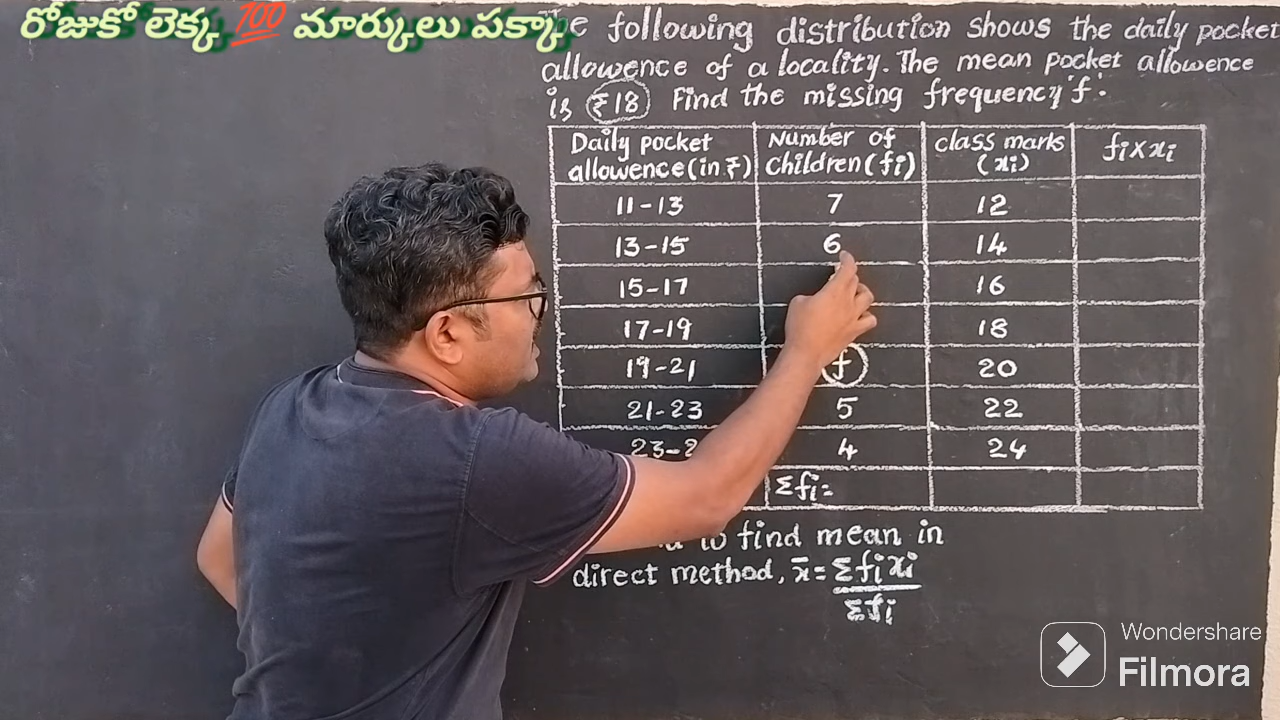 రోజుకో లెక్క 💯 మార్కులు పక్కా
The following distribution shows the daily pocket
allowence of a locality. The mean pocket allowence
is ₹18 Find the missing frequency 'f'.
Daily pocket allowence (in ₹) Number of children (fi) class marks (xi) fi×xi
11-13 7 12
13-15 6 14
15-17 16
17-19 18
19-21 f 20
21-23 5 22
23-2 4 24
Σfi=
to find mean in
direct method, x̄ = Σfixi
Σfi
Wondershare
Filmora